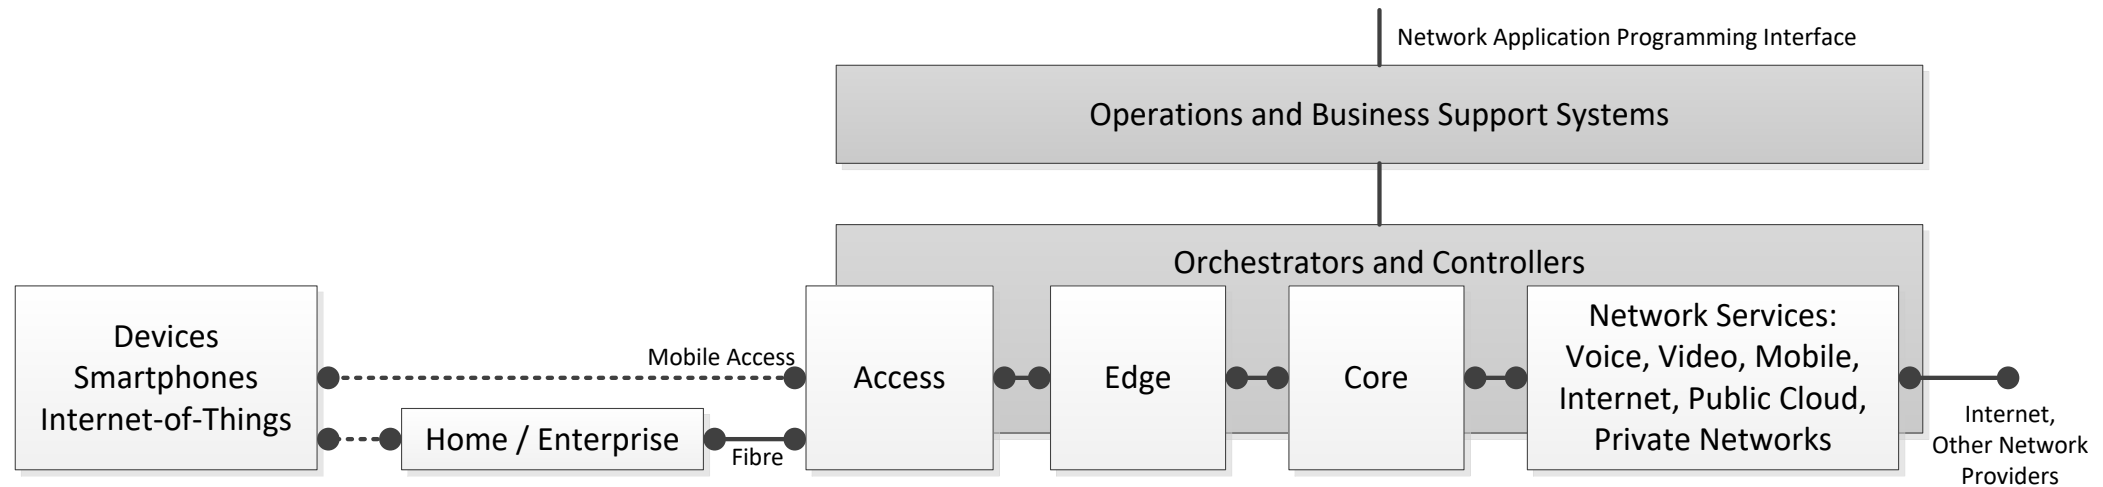 Network Application Programming Interface
Operations and Business Support Systems
Orchestrators and Controllers
Devices
Smartphones
Internet-of-Things
Mobile Access
Home / Enterprise
Fibre
Access
Edge
Core
Network Services:
Voice, Video, Mobile,
Internet, Public Cloud,
Private Networks
Internet,
Other Network
Providers